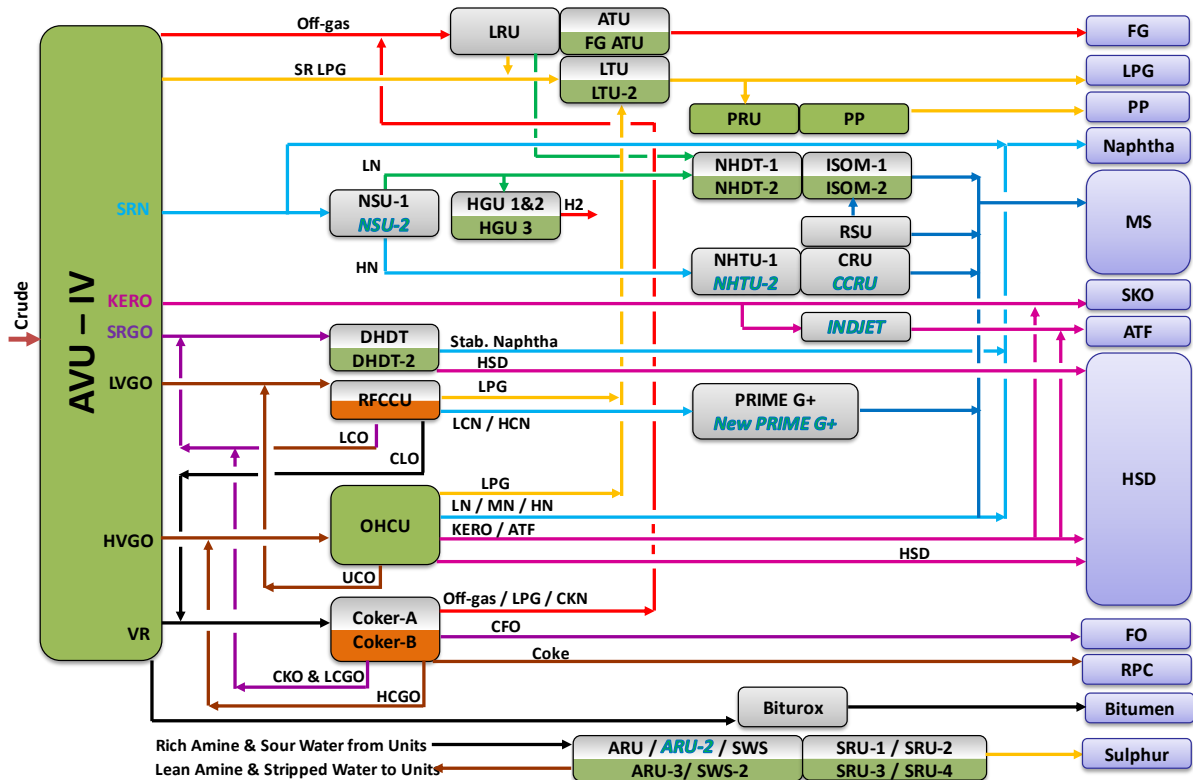 Off-gas
LRU
ATU
FG ATU
FG
SR LPG
LTU
LTU-2
LPG
PRU
PP
PP
Naphtha
LN
NHDT-1
NHDT-2
ISOM-1
ISOM-2
SRN
NSU-1
NSU-2
HGU 1&2
HGU 3
H2
RSU
MS
HN
NHTU-1
NHTU-2
CRU
CCRU
Crude
AVU – IV
KERO
SKO
SRGO
INDJET
ATF
DHDT
DHDT-2
Stab. Naphtha
HSD
LVGO
RFCCU
LPG
LCN / HCN
PRIME G+
New PRIME G+
LCO
CLO
HSD
LPG
OHCU
LN / MN / HN
KERO / ATF
HVGO
HSD
UCO
Off-gas / LPG / CKN
Coker-A
Coker-B
VR
CFO
FO
Coke
RPC
CKO & LCGO
HCGO
Biturox
Bitumen
Rich Amine & Sour Water from Units
ARU / ARU-2 / SWS
SRU-1 / SRU-2
Sulphur
Lean Amine & Stripped Water to Units
ARU-3/ SWS-2
SRU-3 / SRU-4